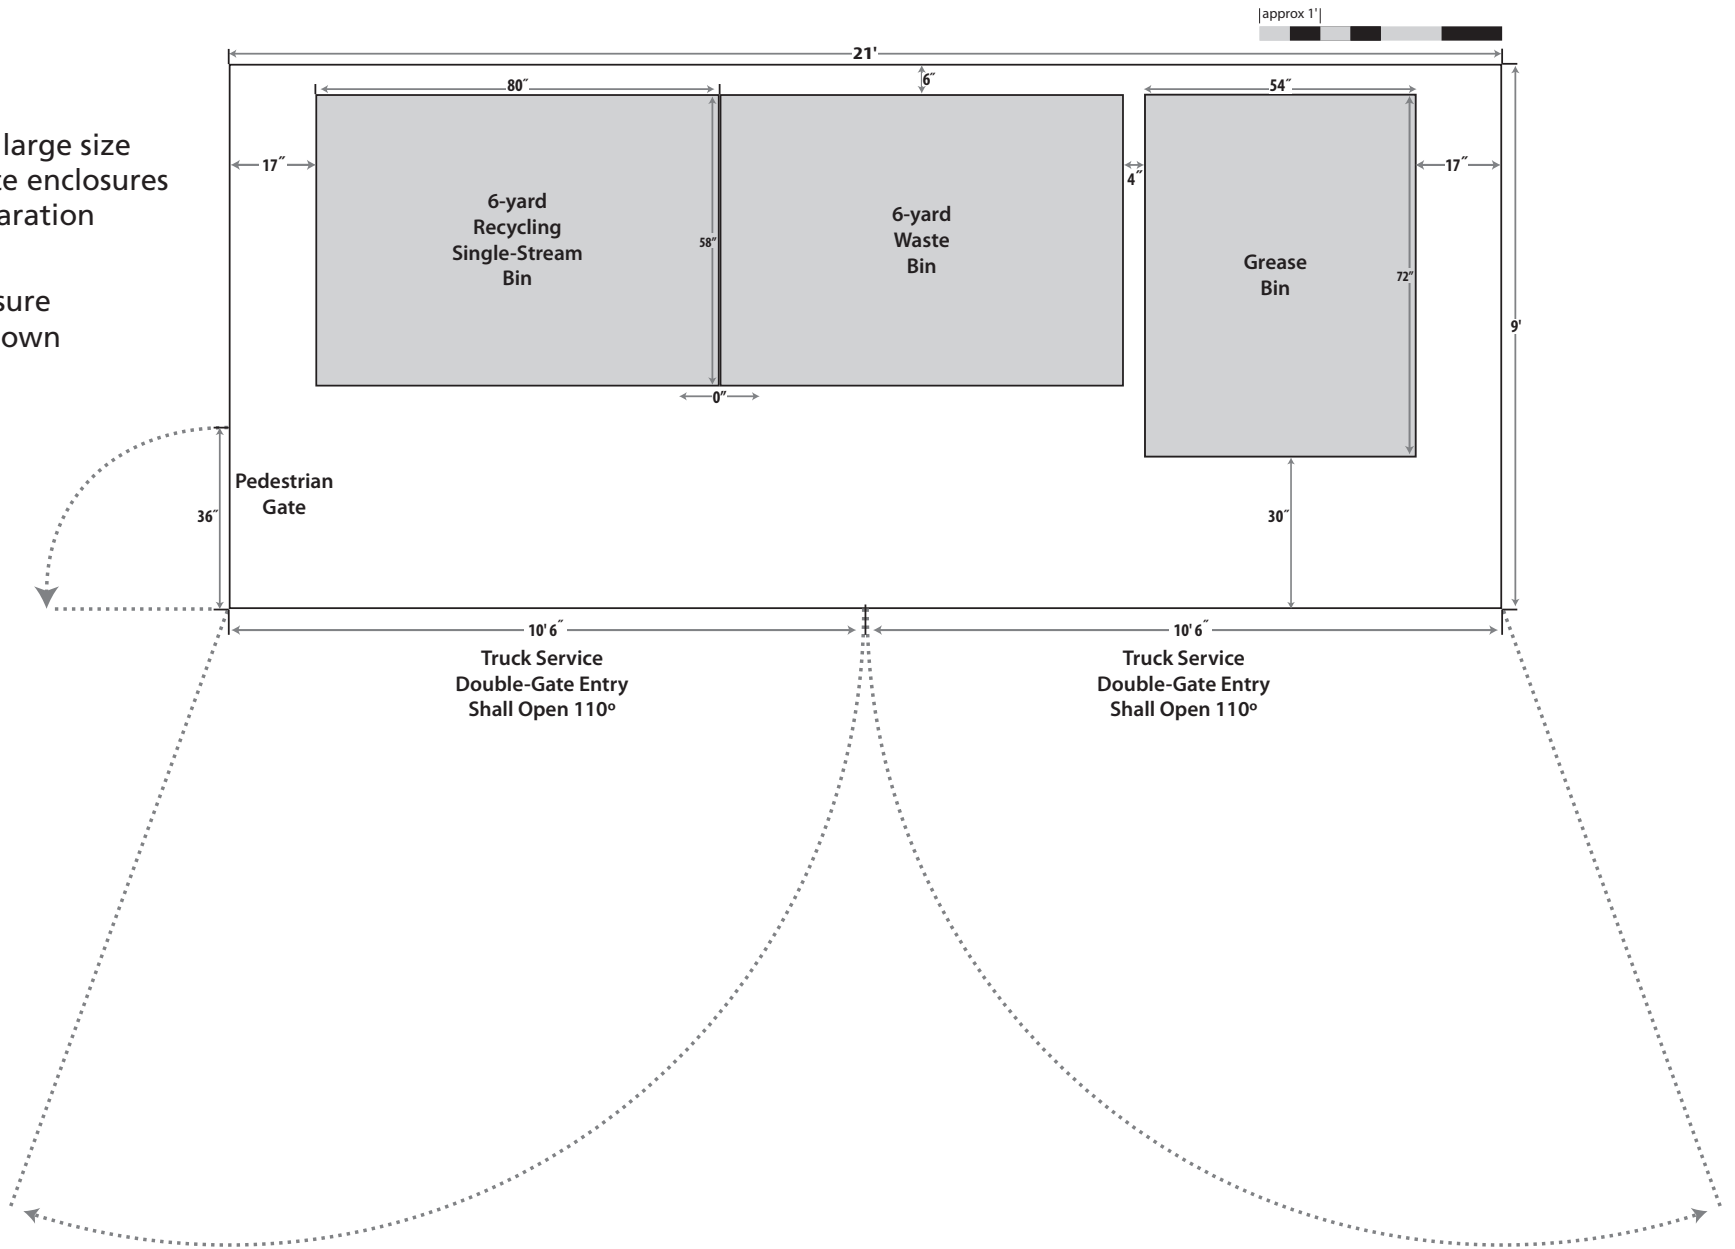 approx 1'
21'
80″
6″
54″
large size
te enclosures
aration
sure
own
17″
4″
17″
6-yard
Recycling
Single-Stream
Bin
58″
6-yard
Waste
Bin
Grease
Bin
72″
9'
0″
Pedestrian
Gate
36″
30″
10' 6″
10' 6″
Truck Service
Double-Gate Entry
Shall Open 110º
Truck Service
Double-Gate Entry
Shall Open 110º